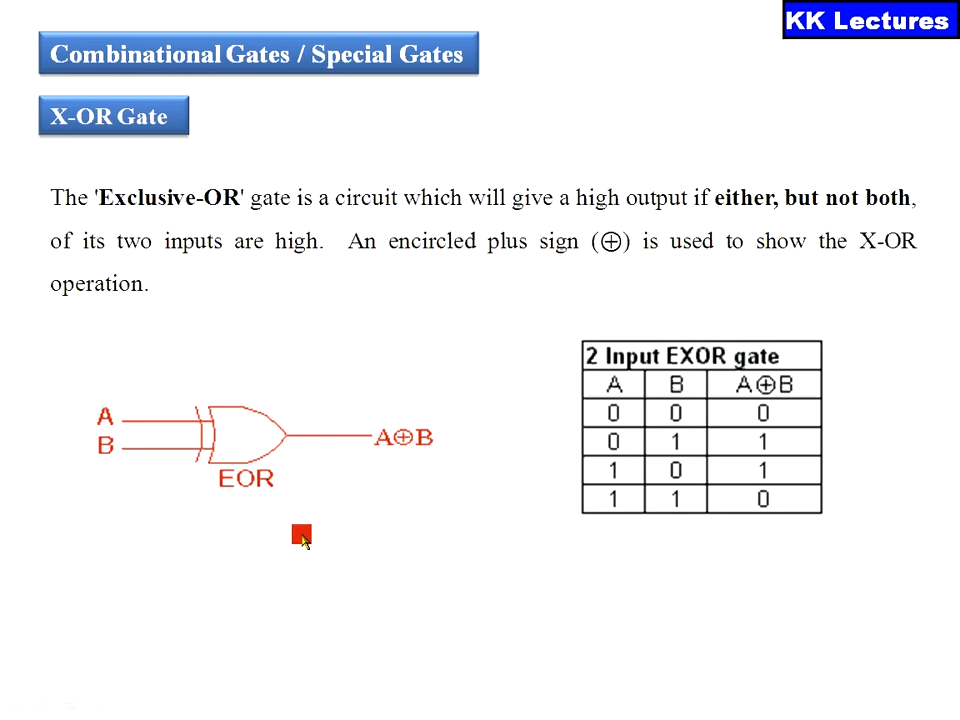 KK Lectures
Combinational Gates / Special Gates
X-OR Gate
The 'Exclusive-OR' gate is a circuit which will give a high output if either, but not both,
of its two inputs are high. An encircled plus sign (⊕) is used to show the X-OR
operation.
A
B
A⊕B
EOR
2 Input EXOR gate
A B A⊕B
0 0 0
0 1 1
1 0 1
1 1 0